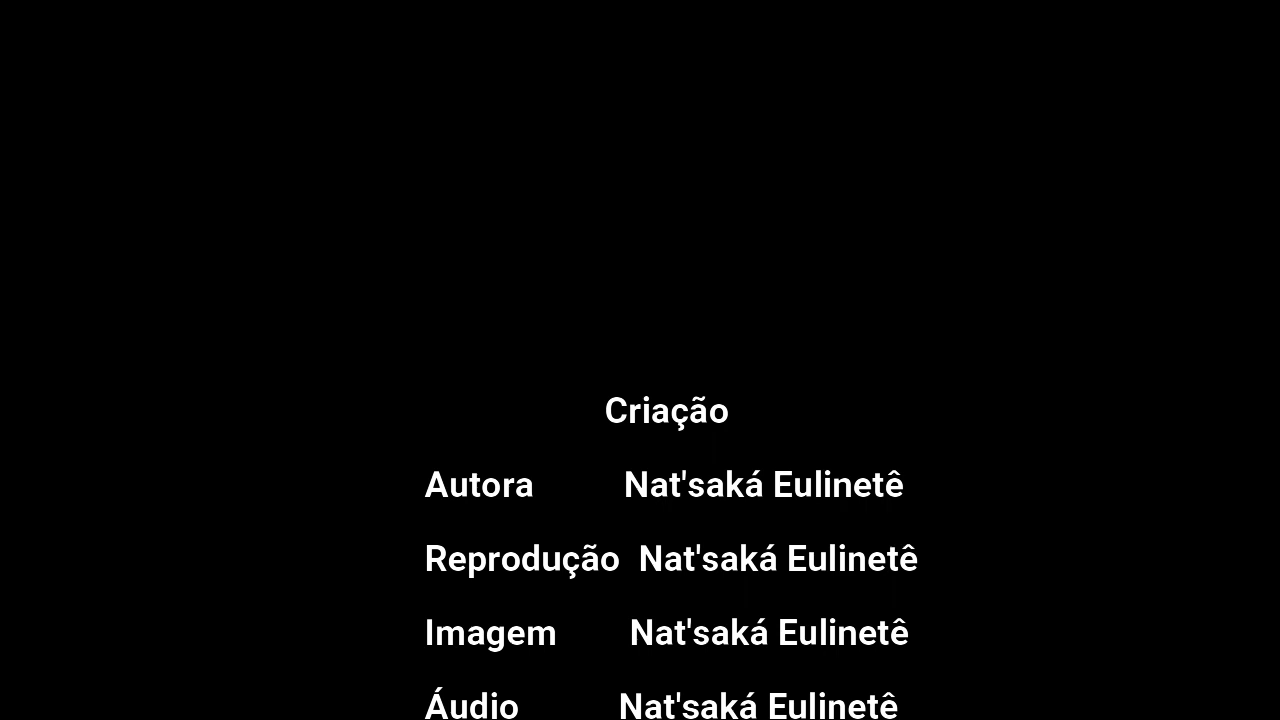 Criação
Autora Nat'saká Eulinetê
Reprodução Nat'saká Eulinetê
Imagem Nat'saká Eulinetê
Áudio Nat'saká Eulinetê